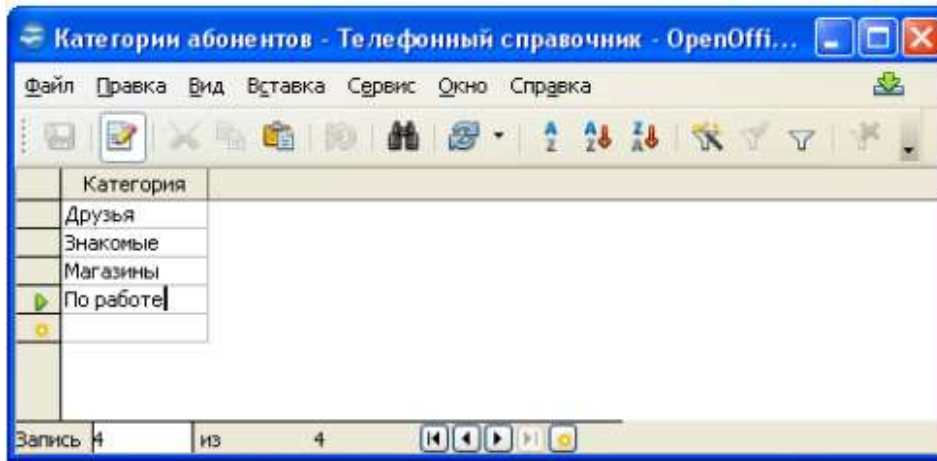 Категории абонентов - Телефонный справочник - OpenOffi...
Файл Правка Вид Вставка Сервис Окно Справка
Категория
Друзья
Знакомые
Магазины
По работе
Запись 4 из 4